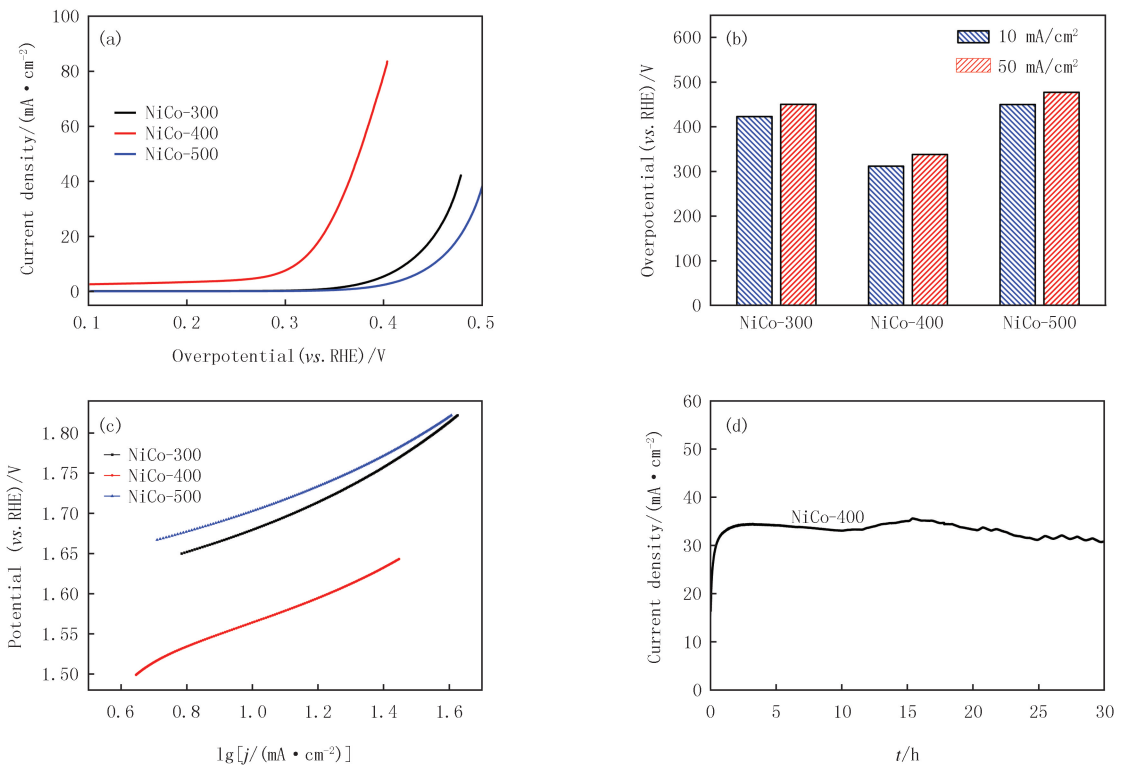 (a)
Current density/(mA·cm⁻²)
100
80
60
40
20
0
NiCo-300
NiCo-400
NiCo-500
0.1 0.2 0.3 0.4 0.5
Overpotential(vs.RHE)/V
(b)
10 mA/cm²
50 mA/cm²
Overpotential(vs.RHE)/V
600
500
400
300
200
100
0
NiCo-300 NiCo-400 NiCo-500
(c)
Potential (vs.RHE)/V
NiCo-300
NiCo-400
NiCo-500
1.80
1.75
1.70
1.65
1.60
1.55
1.50
0.6 0.8 1.0 1.2 1.4 1.6
lg[j/(mA·cm⁻²)]
(d)
Current density/(mA·cm⁻²)
60
50
40
30
20
10
0
NiCo-400
0 5 10 15 20 25 30
t/h